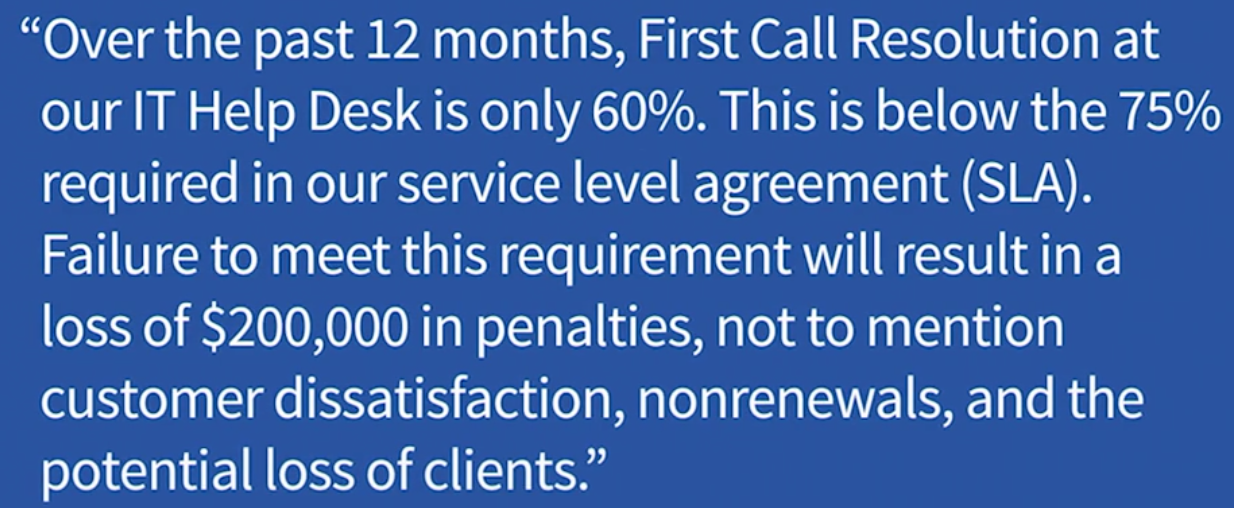 “Over the past 12 months, First Call Resolution at
our IT Help Desk is only 60%. This is below the 75%
required in our service level agreement (SLA).
Failure to meet this requirement will result in a
loss of $200,000 in penalties, not to mention
customer dissatisfaction, nonrenewals, and the
potential loss of clients.”